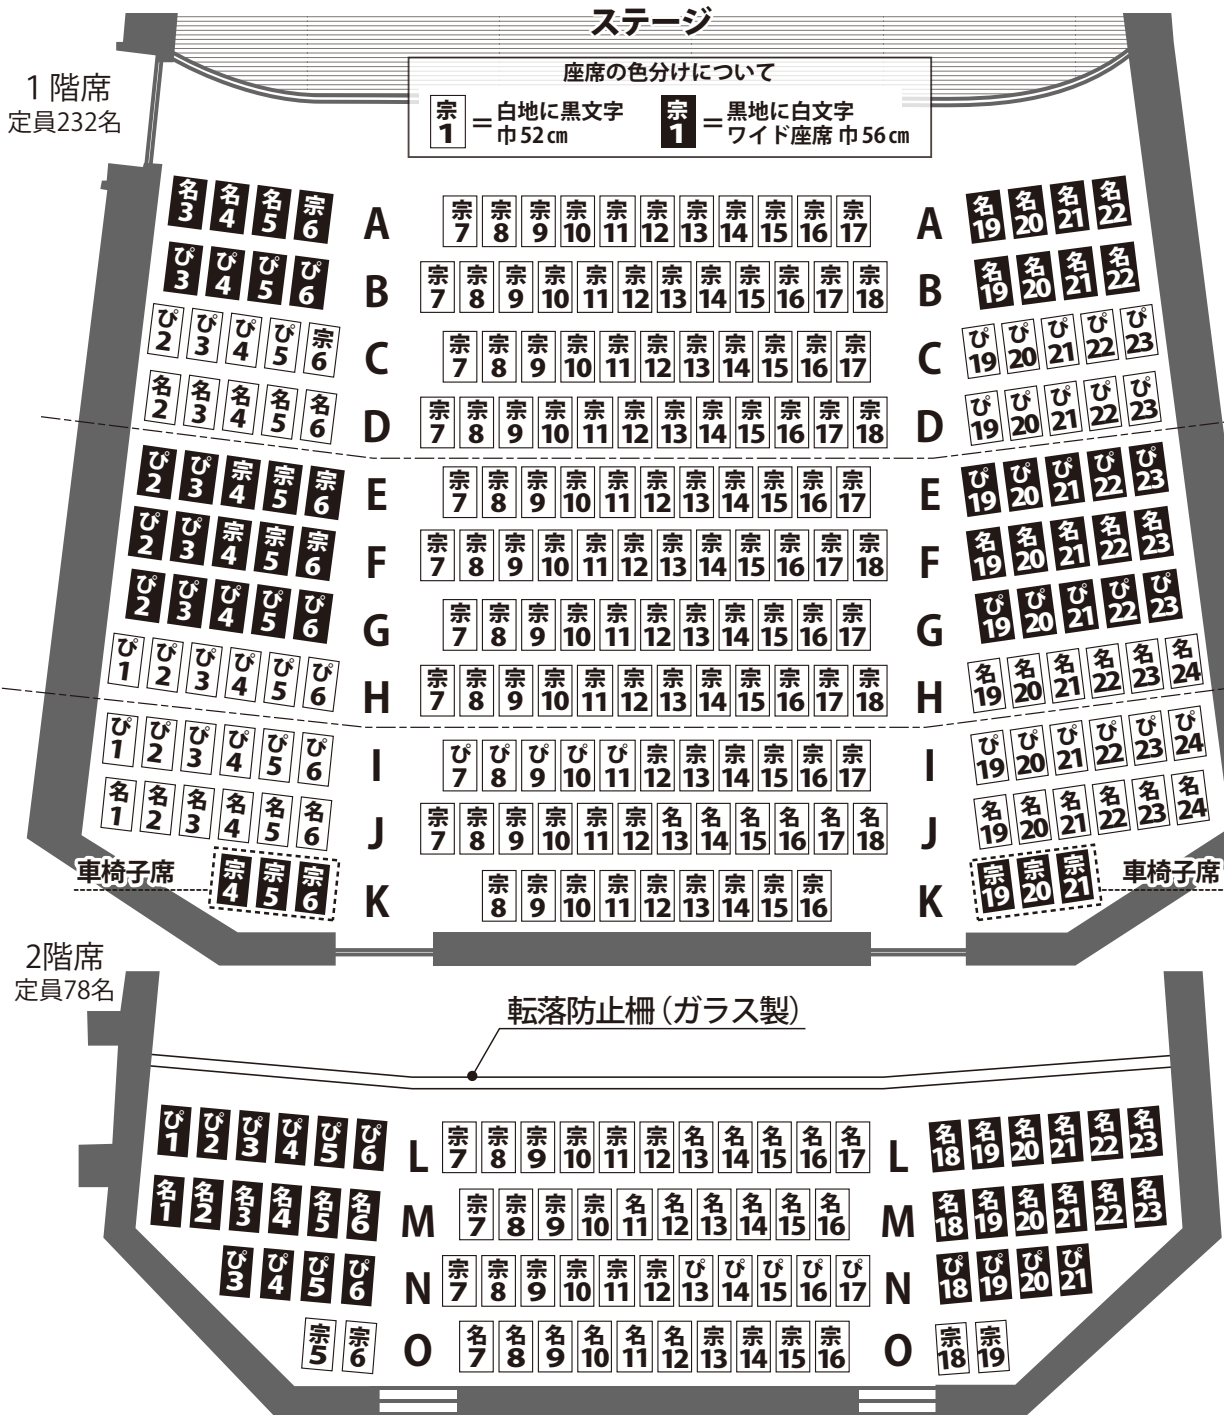 ステージ
座席の色分けについて
宗1 ＝ 白地に黒文字 巾52㎝
宗1 ＝ 黒地に白文字 ワイド座席 巾56㎝
1階席
定員232名
名3 名4 名5 宗6 A 宗7 宗8 宗9 宗10 宗11 宗12 宗13 宗14 宗15 宗16 宗17 A 名19 名20 名21 名22
ぴ3 ぴ4 ぴ5 ぴ6 B 宗7 宗8 宗9 宗10 宗11 宗12 宗13 宗14 宗15 宗16 宗17 宗18 B 名19 名20 名21 名22
ぴ2 ぴ3 ぴ4 ぴ5 宗6 C 宗7 宗8 宗9 宗10 宗11 宗12 宗13 宗14 宗15 宗16 宗17 C ぴ19 ぴ20 ぴ21 ぴ22 ぴ23
名2 名3 名4 名5 名6 D 宗7 宗8 宗9 宗10 宗11 宗12 宗13 宗14 宗15 宗16 宗17 宗18 D ぴ19 ぴ20 ぴ21 ぴ22 ぴ23
ぴ2 ぴ3 宗4 宗5 宗6 E 宗7 宗8 宗9 宗10 宗11 宗12 宗13 宗14 宗15 宗16 宗17 E ぴ19 ぴ20 ぴ21 ぴ22 ぴ23
ぴ2 ぴ3 宗4 宗5 宗6 F 宗7 宗8 宗9 宗10 宗11 宗12 宗13 宗14 宗15 宗16 宗17 宗18 F 名19 名20 名21 名22 名23
ぴ2 ぴ3 ぴ4 ぴ5 ぴ6 G 宗7 宗8 宗9 宗10 宗11 宗12 宗13 宗14 宗15 宗16 宗17 G ぴ19 ぴ20 ぴ21 ぴ22 ぴ23
ぴ1 ぴ2 ぴ3 ぴ4 ぴ5 ぴ6 H 宗7 宗8 宗9 宗10 宗11 宗12 宗13 宗14 宗15 宗16 宗17 宗18 H 名19 名20 名21 名22 名23 名24
ぴ1 ぴ2 ぴ3 ぴ4 ぴ5 ぴ6 I ぴ7 ぴ8 ぴ9 ぴ10 ぴ11 宗12 宗13 宗14 宗15 宗16 宗17 I ぴ19 ぴ20 ぴ21 ぴ22 ぴ23 ぴ24
名1 名2 名3 名4 名5 名6 J 宗7 宗8 宗9 宗10 宗11 宗12 名13 名14 名15 名16 名17 名18 J 名19 名20 名21 名22 名23 名24
車椅子席 宗4 宗5 宗6 K 宗8 宗9 宗10 宗11 宗12 宗13 宗14 宗15 宗16 K 宗19 宗20 宗21 車椅子席
2階席
定員78名
転落防止柵（ガラス製）
ぴ1 ぴ2 ぴ3 ぴ4 ぴ5 ぴ6 L 宗7 宗8 宗9 宗10 宗11 宗12 名13 名14 名15 名16 名17 L 名18 名19 名20 名21 名22 名23
名1 名2 名3 名4 名5 名6 M 宗7 宗8 宗9 宗10 名11 名12 名13 名14 名15 名16 M 名18 名19 名20 名21 名22 名23
ぴ3 ぴ4 ぴ5 ぴ6 N 宗7 宗8 宗9 宗10 宗11 宗12 ぴ13 ぴ14 ぴ15 ぴ16 ぴ17 N ぴ18 ぴ19 ぴ20 ぴ21
宗5 宗6 O 名7 名8 名9 名10 名11 名12 宗13 宗14 宗15 宗16 O 宗18 宗19